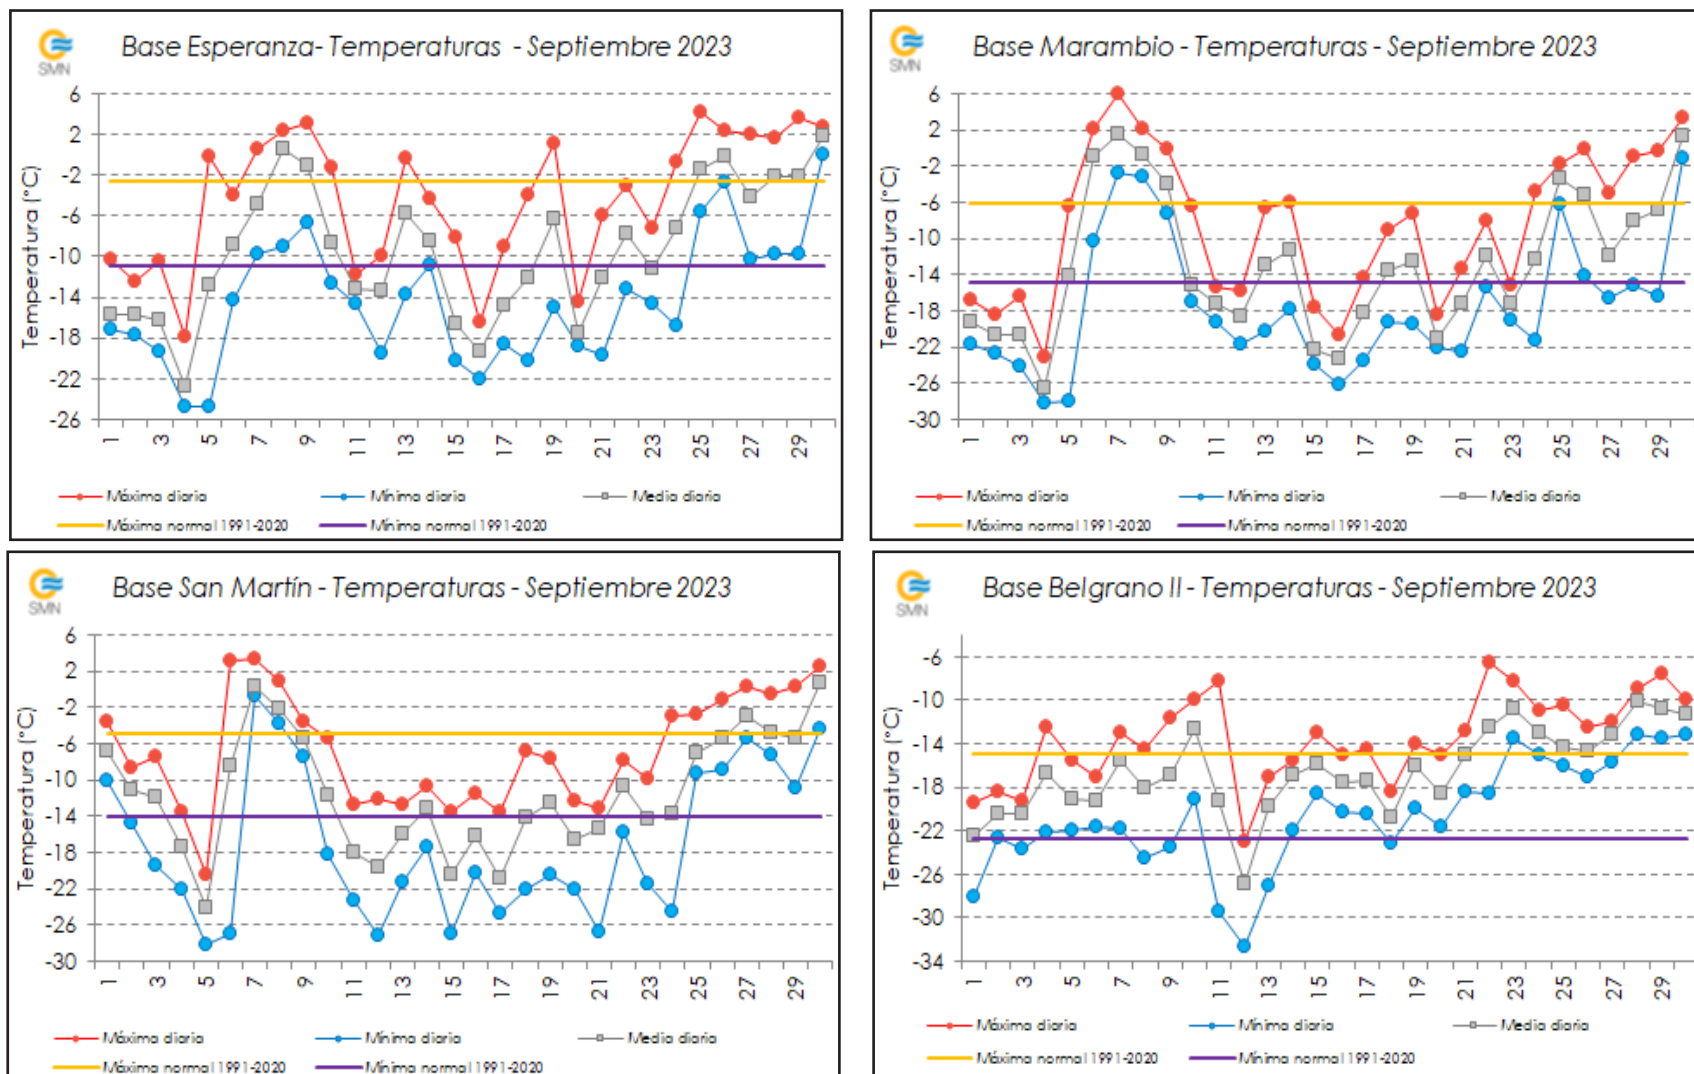 SMN
Base Esperanza- Temperaturas - Septiembre 2023
Temperatura (°C)
6
2
-2
-6
-10
-14
-18
-22
-26
1 3 5 7 9 11 13 15 17 19 21 23 25 27 29
Máxima diaria Mínima diaria Media diaria
Máxima normal 1991-2020 Mínima normal 1991-2020
SMN
Base Marambio - Temperaturas - Septiembre 2023
Temperatura (°C)
6
2
-2
-6
-10
-14
-18
-22
-26
-30
1 3 5 7 9 11 13 15 17 19 21 23 25 27 29
Máxima diaria Mínima diaria Media diaria
Máxima normal 1991-2020 Mínima normal 1991-2020
SMN
Base San Martín - Temperaturas - Septiembre 2023
Temperatura (°C)
6
2
-2
-6
-10
-14
-18
-22
-26
-30
1 3 5 7 9 11 13 15 17 19 21 23 25 27 29
Máxima diaria Mínima diaria Media diaria
Máxima normal 1991-2020 Mínima normal 1991-2020
SMN
Base Belgrano II - Temperaturas - Septiembre 2023
Temperatura (°C)
-6
-10
-14
-18
-22
-26
-30
-34
1 3 5 7 9 11 13 15 17 19 21 23 25 27 29
Máxima diaria Mínima diaria Media diaria
Máxima normal 1991-2020 Mínima normal 1991-2020